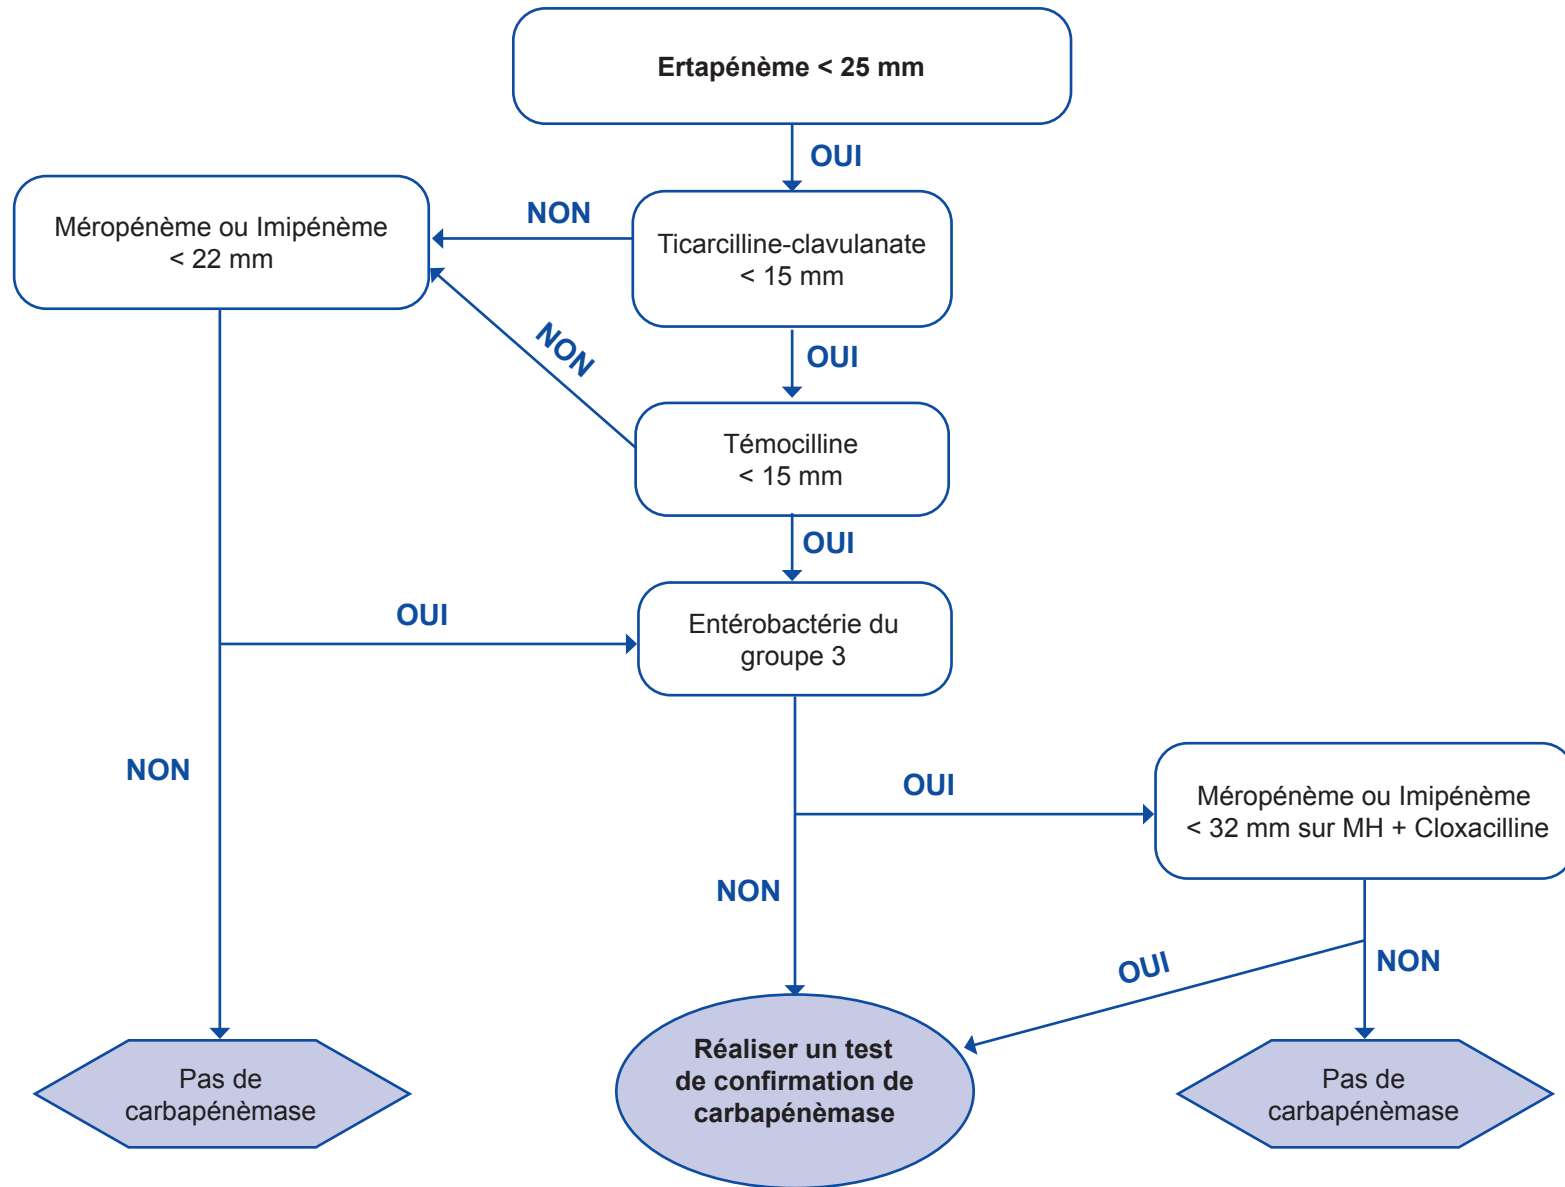 Ertapénème < 25 mm
OUI
Méropénème ou Imipénème
< 22 mm
NON
Ticarcilline-clavulanate
< 15 mm
NON
OUI
Témocilline
< 15 mm
OUI
OUI
Entérobactérie du
groupe 3
NON
OUI
Méropénème ou Imipénème
< 32 mm sur MH + Cloxacilline
NON
OUI
NON
Pas de
carbapénèmase
Réaliser un test
de confirmation de
carbapénèmase
Pas de
carbapénèmase